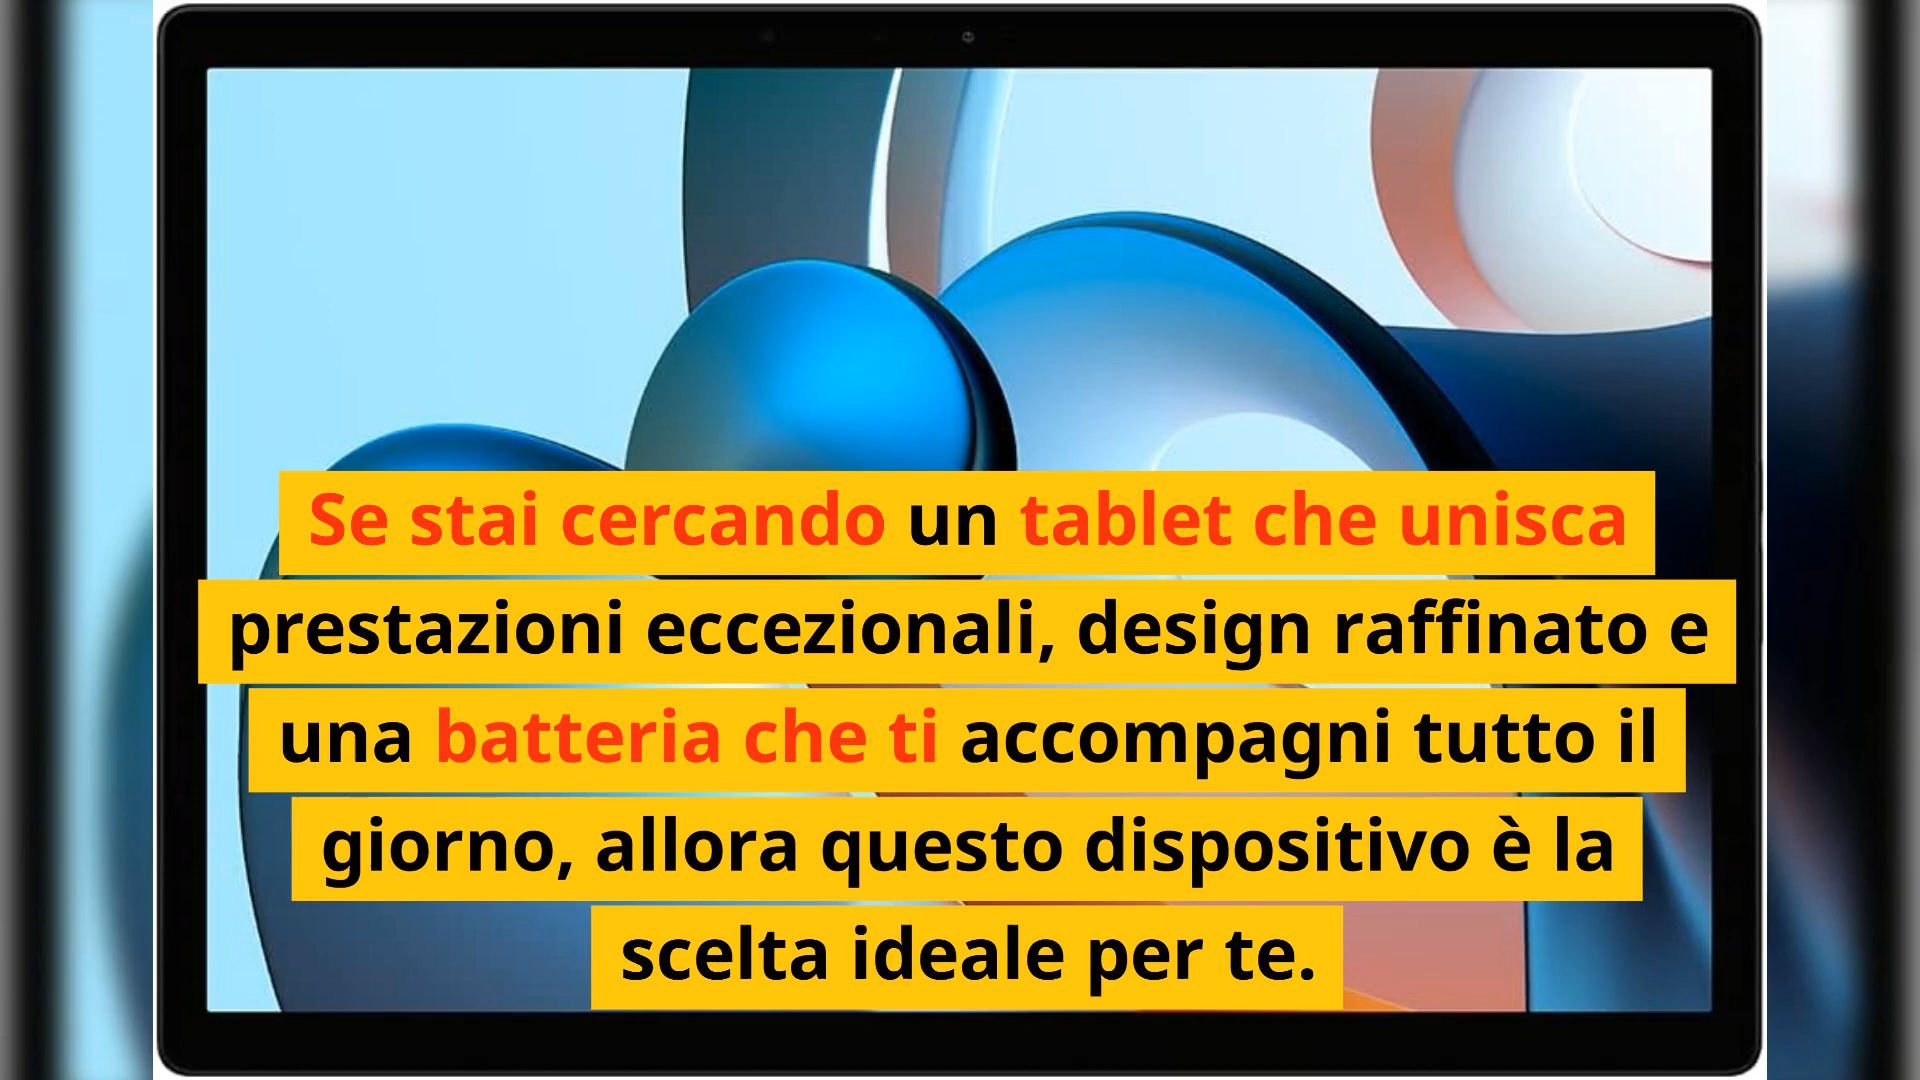 Se stai cercando un tablet che unisca
prestazioni eccezionali, design raffinato e
una batteria che ti accompagni tutto il
giorno, allora questo dispositivo è la
scelta ideale per te.